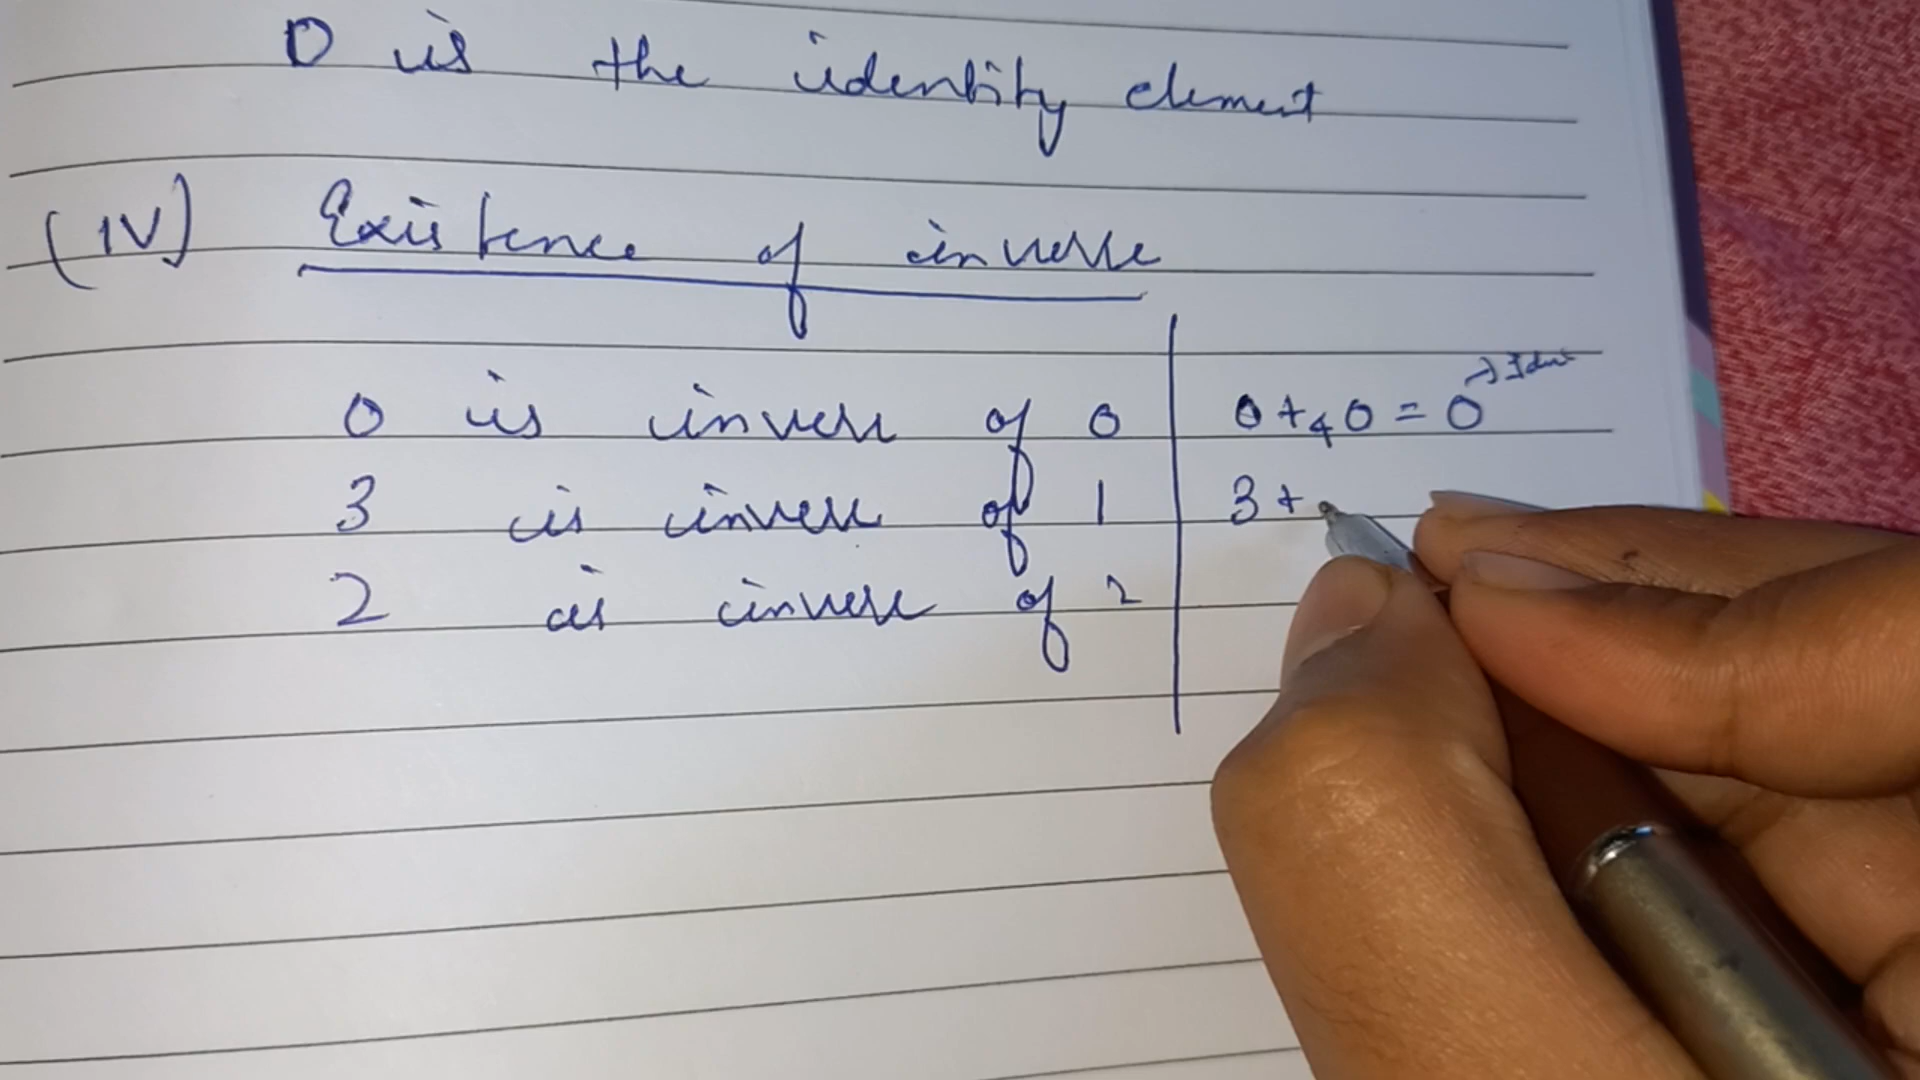 0 is the identity element
(IV) Existence of inverse
0 is inverse of 0 | 0 +₄ 0 = 0 → Iden
3 is inverse of 1 | 3 +
2 is inverse of 2